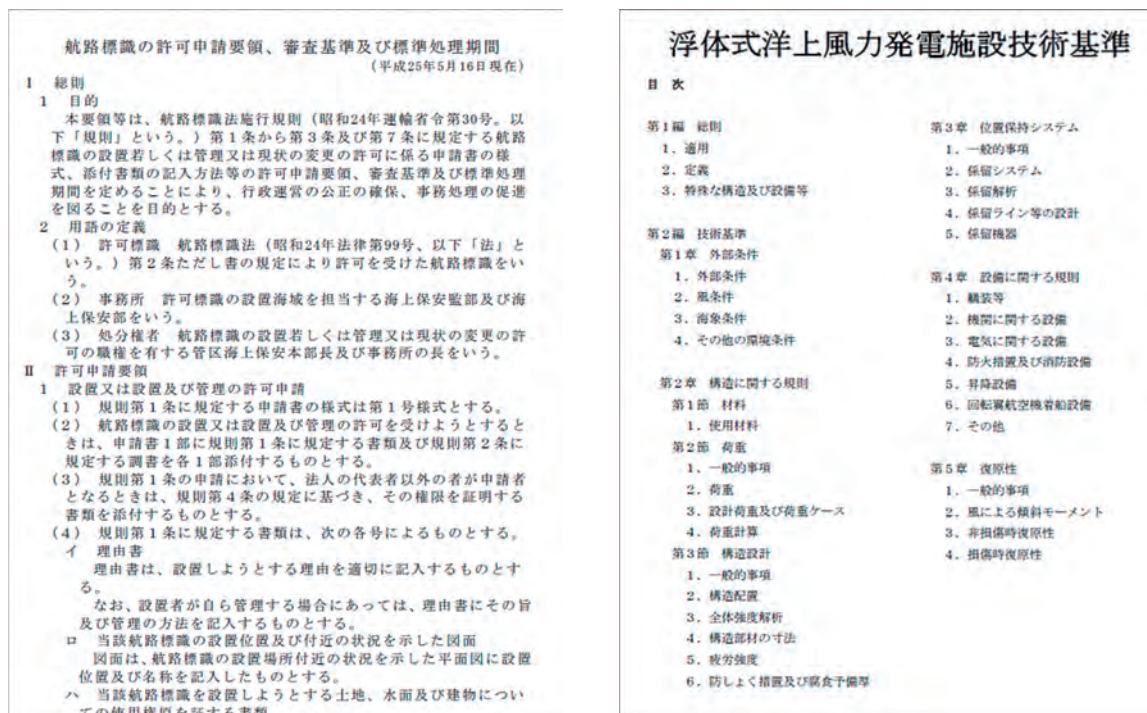 航路標識の許可申請要領、審査基準及び標準処理期間
(平成25年5月16日現在)
Ⅰ 総則
1 目的
本要領等は、航路標識法施行規則(昭和24年運輸省令第30号。以
下「規則」という。)第1条から第3条及び第7条に規定する航路
標識の設置若しくは管理又は現状の変更の許可に係る申請書の様
式、添付書類の記入方法等の許可申請要領、審査基準及び標準処理
期間を定めることにより、行政運営の公正の確保、事務処理の促進
を図ることを目的とする。
2 用語の定義
(1) 許可標識 航路標識法(昭和24年法律第99号、以下「法」と
いう。)第2条ただし書の規定により許可を受けた航路標識をい
う。
(2) 事務所 許可標識の設置海域を担当する海上保安監部及び海
上保安部をいう。
(3) 処分権者 航路標識の設置若しくは管理又は現状の変更の許
可の職権を有する管区海上保安本部長及び事務所の長をいう。
Ⅱ 許可申請要領
1 設置又は設置及び管理の許可申請
(1) 規則第1条に規定する申請書の様式は第1号様式とする。
(2) 航路標識の設置又は設置及び管理の許可を受けようとすると
きは、申請書1部に規則第1条に規定する書類及び規則第2条に
規定する調書を各1部添付するものとする。
(3) 規則第1条の申請において、法人の代表者以外の者が申請者
となるときは、規則第4条の規定に基づき、その権限を証明する
書類を添付するものとする。
(4) 規則第1条に規定する書類は、次の各号によるものとする。
イ 理由書
理由書は、設置しようとする理由を適切に記入するものとす
る。
なお、設置者が自ら管理する場合にあっては、理由書にその旨
及び管理の方法を記入するものとする。
ロ 当該航路標識の設置位置及び付近の状況を示した図面
図面は、航路標識の設置場所付近の状況を示した平面図に設置
位置及び名称を記入したものとする。
ハ 当該航路標識を設置しようとする土地、水面及び建物につい
ての使用権原を証する書類
浮体式洋上風力発電施設技術基準
目 次
第1編 総則
1.適用
2.定義
3.特殊な構造及び設備等
第2編 技術基準
第1章 外部条件
1.外部条件
2.風条件
3.海象条件
4.その他の環境条件
第2章 構造に関する規則
第1節 材料
1.使用材料
第2節 荷重
1.一般的事項
2.荷重
3.設計荷重及び荷重ケース
4.荷重計算
第3節 構造設計
1.一般的事項
2.構造配置
3.全体強度解析
4.構造部材の寸法
5.疲労強度
6.防しょく措置及び腐食予備厚
第3章 位置保持システム
1.一般的事項
2.係留システム
3.係留解析
4.係留ライン等の設計
5.係留機器
第4章 設備に関する規則
1.艤装等
2.機関に関する設備
3.電気に関する設備
4.防火措置及び消防設備
5.昇降設備
6.回転翼航空機着船設備
7.その他
第5章 復原性
1.一般的事項
2.風による傾斜モーメント
3.非損傷時復原性
4.損傷時復原性